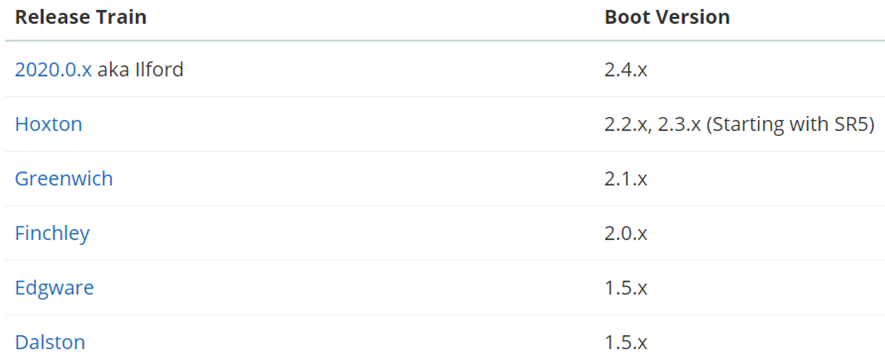 Release Train Boot Version
2020.0.x aka Ilford 2.4.x
Hoxton 2.2.x, 2.3.x (Starting with SR5)
Greenwich 2.1.x
Finchley 2.0.x
Edgware 1.5.x
Dalston 1.5.x